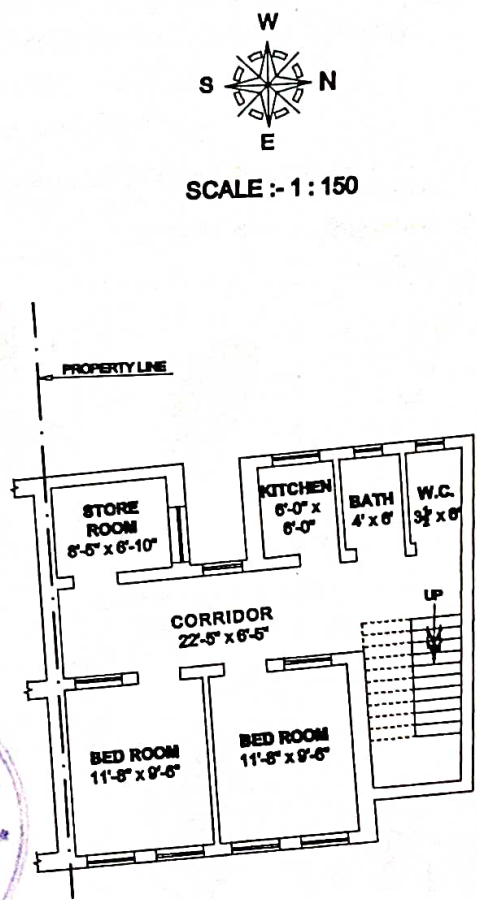 W
S N
E
SCALE :- 1 : 150
PROPERTY LINE
STORE
ROOM
8'-5" x 6'-10"
KITCHEN
6'-0" x
6'-0"
BATH
4' x 6'
W.C.
3½' x 6'
UP
CORRIDOR
22'-5" x 6'-5"
BED ROOM
11'-8" x 9'-6"
BED ROOM
11'-8" x 9'-6"